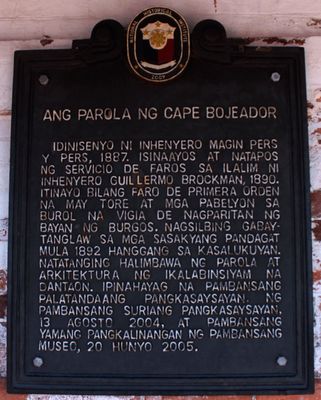 ANG PAROLA NG CAPE BOJEADOR
IDINISENYO NI INHENYERO MAGIN PERS
Y PERS, 1887. ISINAAYOS AT NATAPOS
NG SERVICIO DE FAROS SA ILALIM NI
INHENYERO GUILLERMO BROCKMAN, 1890.
ITINAYO BILANG FARO DE PRIMERA ORDEN
NA MAY TORE AT MGA PABELYON SA
BUROL NA VIGIA DE NAGPARITAN NG
BAYAN NG BURGOS. NAGSILBING GABAY-
TANGLAW SA MGA SASAKYANG PANDAGAT
MULA 1892 HANGGANG SA KASALUKUYAN.
NATATANGING HALIMBAWA NG PAROLA AT
ARKITEKTURA NG IKALABINSIYAM NA
DANTAON. IPINAHAYAG NA PAMBANSANG
PALATANDAANG PANGKASAYSAYAN, NG
PAMBANSANG SURIANG PANGKASAYSAYAN,
13 AGOSTO 2004, AT PAMBANSANG
YAMANG PANGKALINANGAN NG PAMBANSANG
MUSEO, 20 HUNYO 2005.